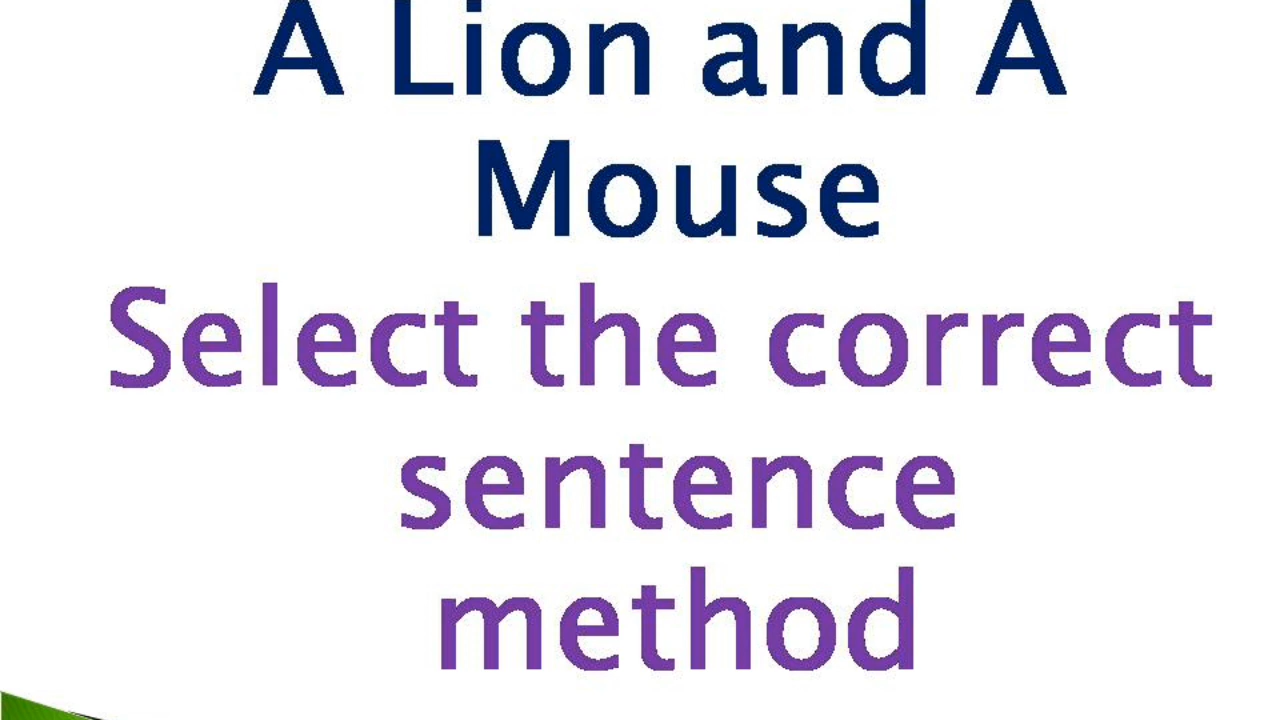 A Lion and A
Mouse
Select the correct
sentence
method